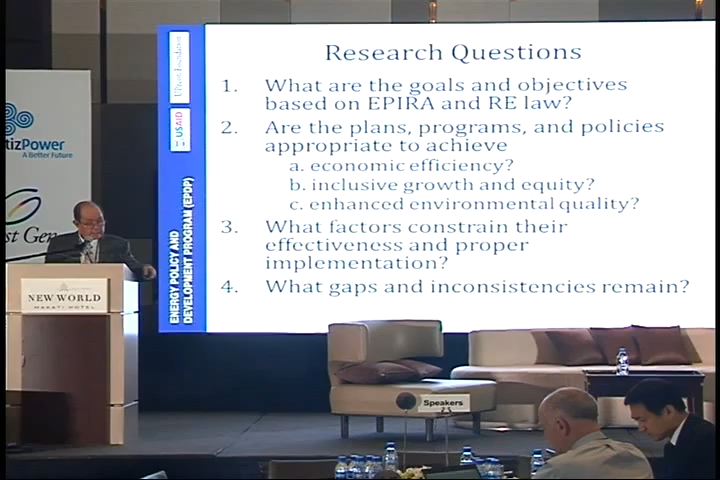 Research Questions
1. What are the goals and objectives
based on EPIRA and RE law?
2. Are the plans, programs, and policies
appropriate to achieve
a. economic efficiency?
b. inclusive growth and equity?
c. enhanced environmental quality?
3. What factors constrain their
effectiveness and proper
implementation?
4. What gaps and inconsistencies remain?
USAID
ENERGY POLICY AND
DEVELOPMENT PROGRAM (EPDP)
tizPower
A Better Future
st Gen
NEW WORLD
MAKATI HOTEL
Speakers